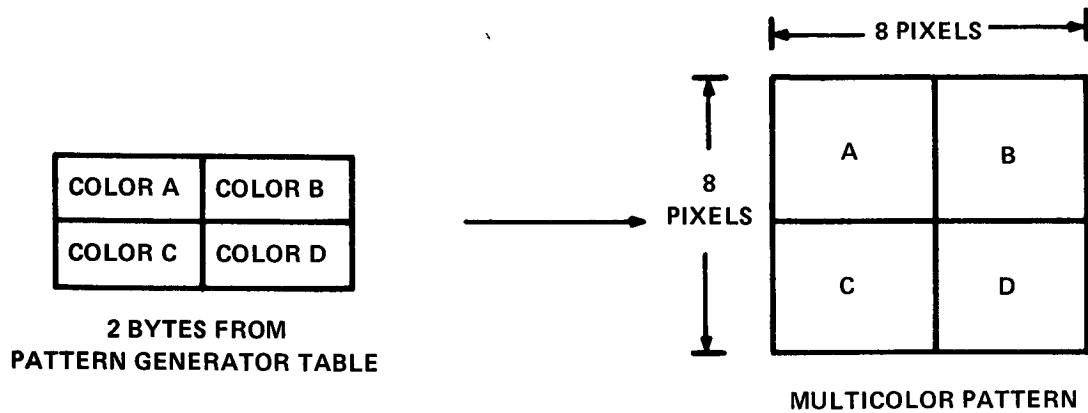 8 PIXELS
COLOR A COLOR B
COLOR C COLOR D
2 BYTES FROM
PATTERN GENERATOR TABLE
8
PIXELS
A B
C D
MULTICOLOR PATTERN